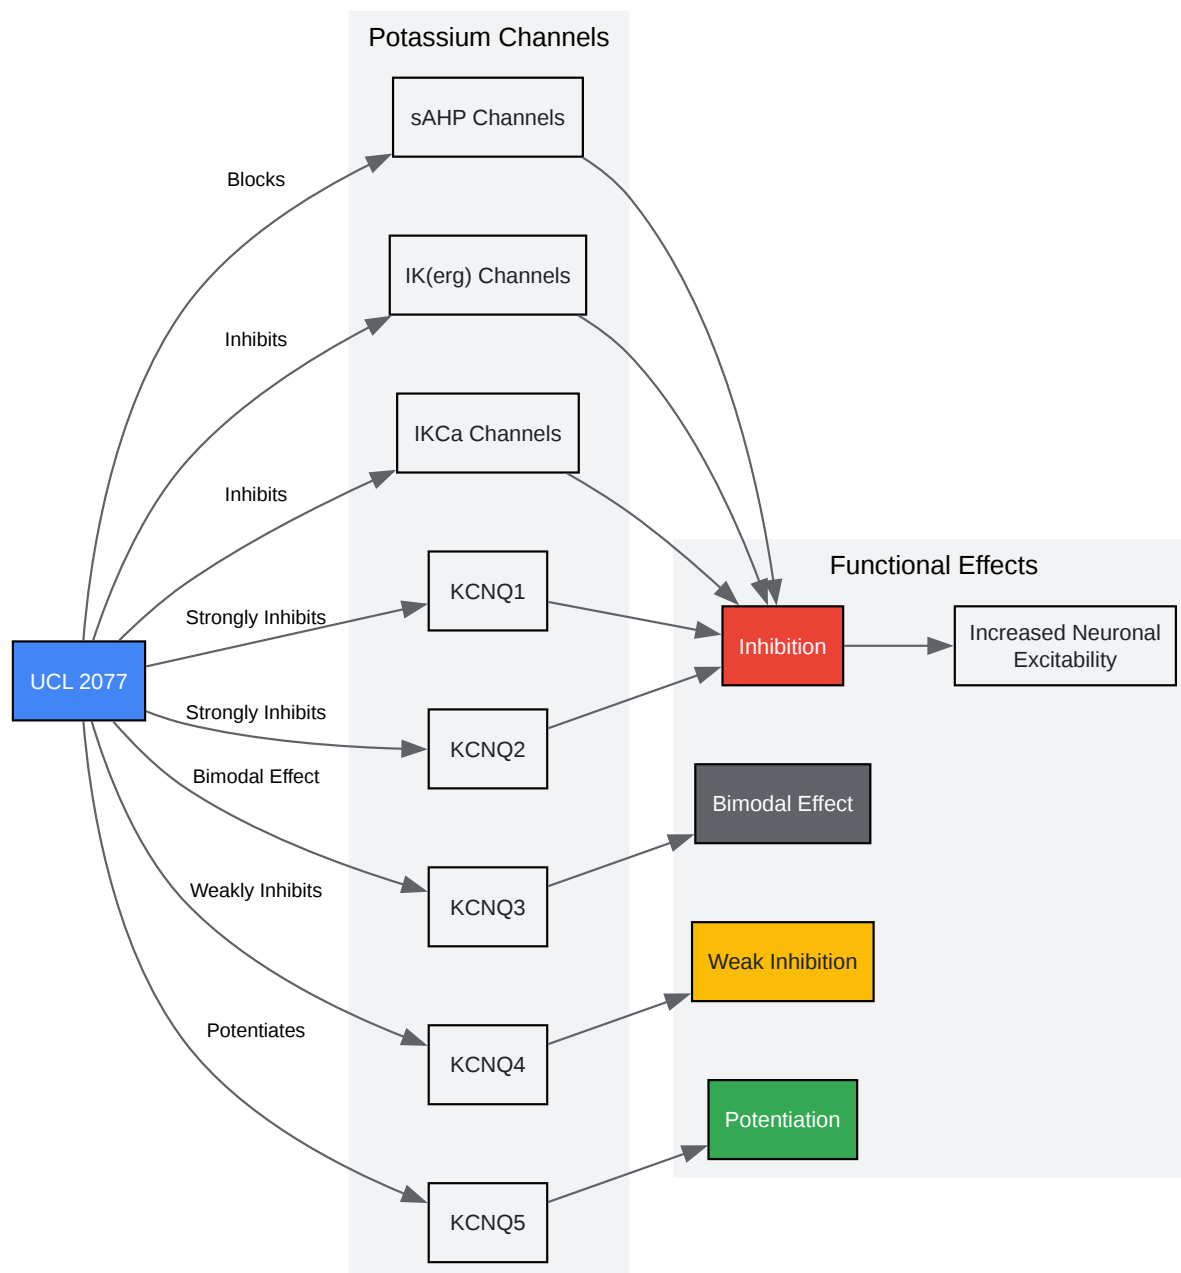 Potassium Channels
sAHP Channels
Blocks
IK(erg) Channels
Inhibits
IKCa Channels
Inhibits
KCNQ1
Strongly Inhibits
UCL 2077
Strongly Inhibits
KCNQ2
Bimodal Effect
KCNQ3
Weakly Inhibits
KCNQ4
Potentiates
KCNQ5
Functional Effects
Inhibition
Increased Neuronal
Excitability
Bimodal Effect
Weak Inhibition
Potentiation